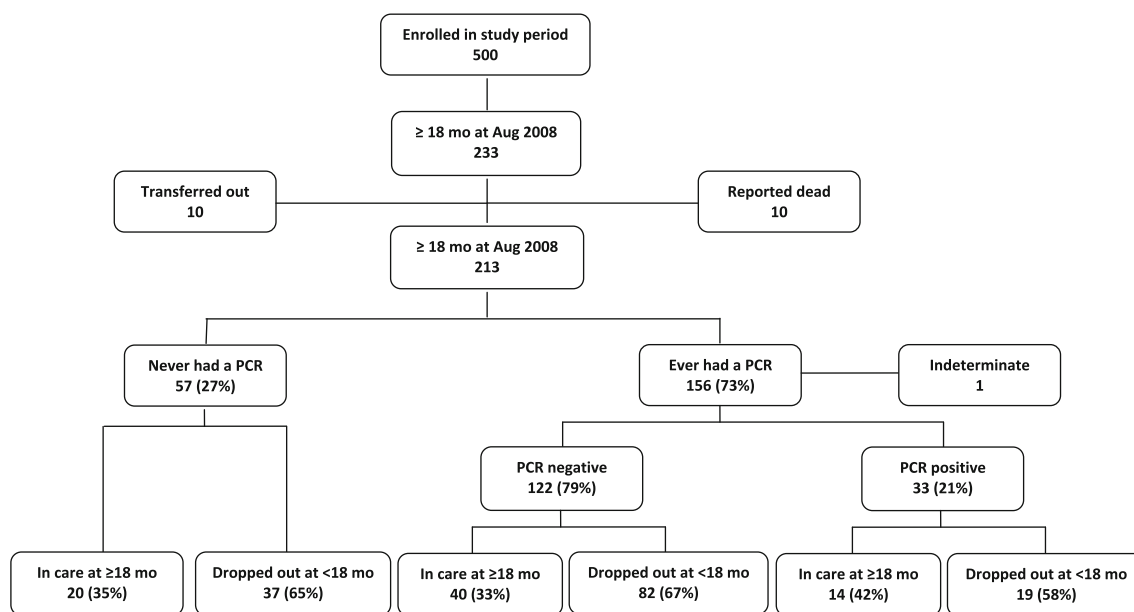 Enrolled in study period
500
≥ 18 mo at Aug 2008
233
Transferred out
10
Reported dead
10
≥ 18 mo at Aug 2008
213
Never had a PCR
57 (27%)
Ever had a PCR
156 (73%)
Indeterminate
1
PCR negative
122 (79%)
PCR positive
33 (21%)
In care at ≥18 mo
20 (35%)
Dropped out at <18 mo
37 (65%)
In care at ≥18 mo
40 (33%)
Dropped out at <18 mo
82 (67%)
In care at ≥18 mo
14 (42%)
Dropped out at <18 mo
19 (58%)